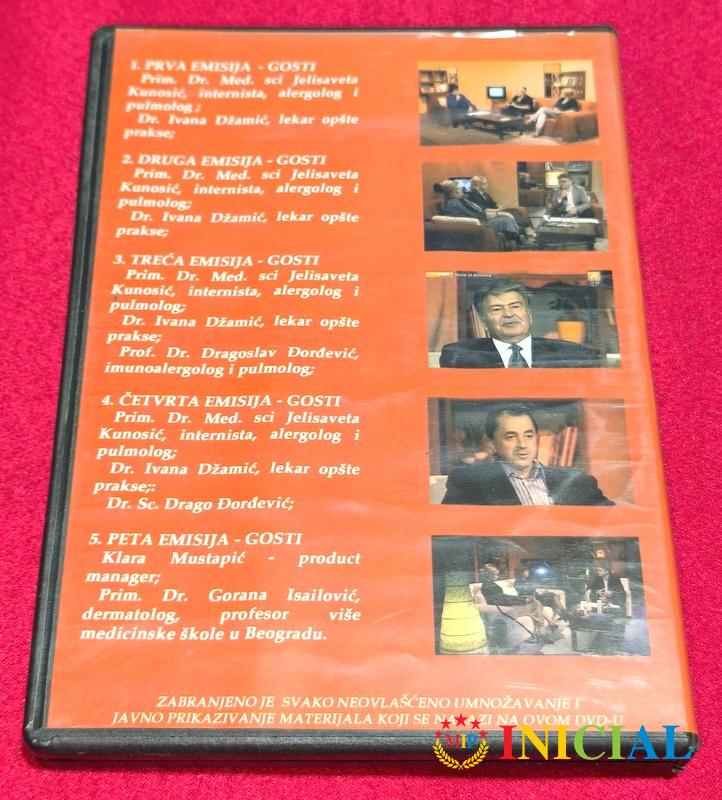 1. PRVA EMISIJA - GOSTI
Prim. Dr. Med. sci Jelisaveta
Kunosić, internista, alergolog i
pulmolog ;
Dr. Ivana Džamić, lekar opšte
prakse;
2. DRUGA EMISIJA - GOSTI
Prim. Dr. Med. sci Jelisaveta
Kunosić, internista, alergolog i
pulmolog;
Dr. Ivana Džamić, lekar opšte
prakse;
3. TREĆA EMISIJA - GOSTI
Prim. Dr. Med. sci Jelisaveta
Kunosić, internista, alergolog i
pulmolog;
Dr. Ivana Džamić, lekar opšte
prakse;
Prof. Dr. Dragoslav Đorđević,
imunoalergolog i pulmolog;
4. ČETVRTA EMISIJA - GOSTI
Prim. Dr. Med. sci Jelisaveta
Kunosić, internista, alergolog i
pulmolog;
Dr. Ivana Džamić, lekar opšte
prakse;:
Dr. Sc. Drago Đorđević;
5. PETA EMISIJA - GOSTI
Klara Mustapić - product
manager;
Prim. Dr. Gorana Isailović,
dermatolog, profesor više
medicinske škole u Beogradu.
ZABRANJENO JE SVAKO NEOVLAŠĆENO UMNOŽAVANJE I
JAVNO PRIKAZIVANJE MATERIJALA KOJI SE NALAZI NA OVOM DVD-U
MIP INICIAL